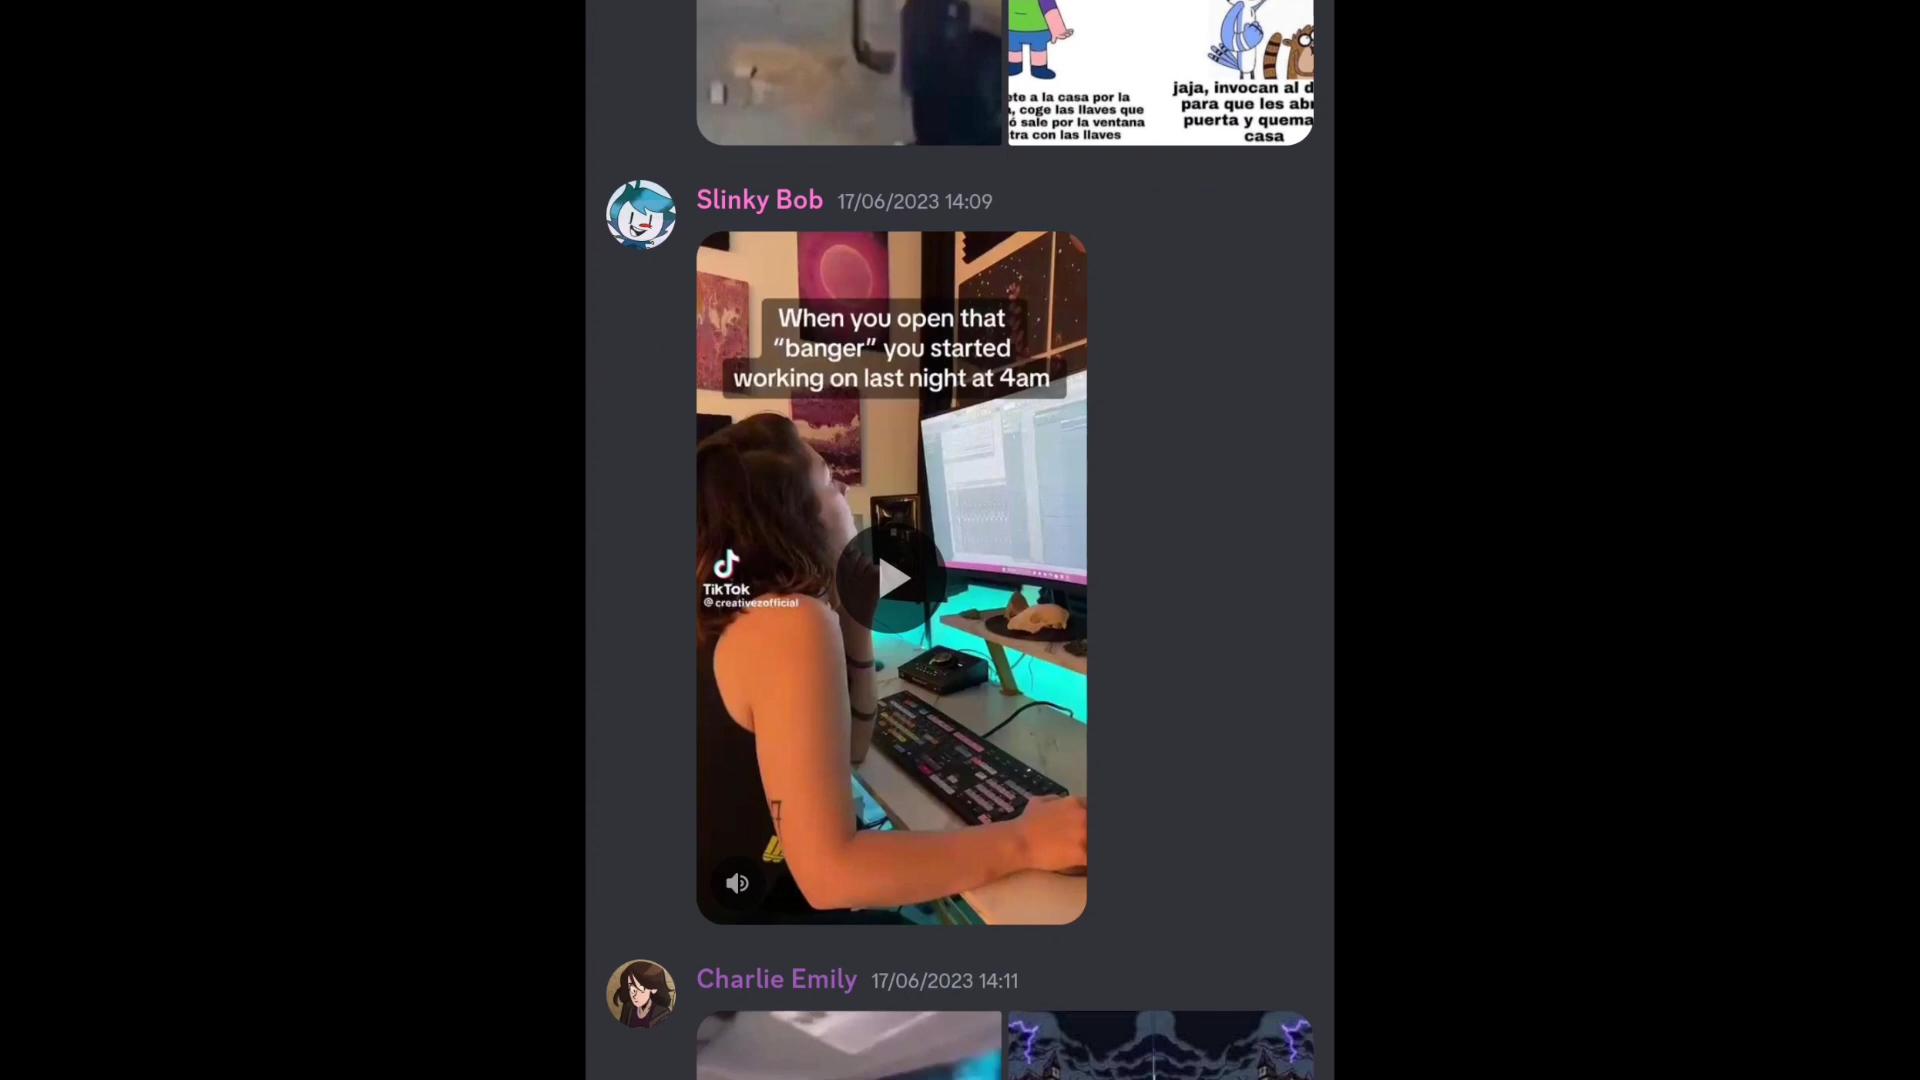 ete a la casa por la
, coge las llaves que
ó sale por la ventana
tra con las llaves
jaja, invocan al d
para que les ab
puerta y quema
casa
Slinky Bob 17/06/2023 14:09
When you open that
“banger” you started
working on last night at 4am
TikTok
@creativezofficial
Charlie Emily 17/06/2023 14:11